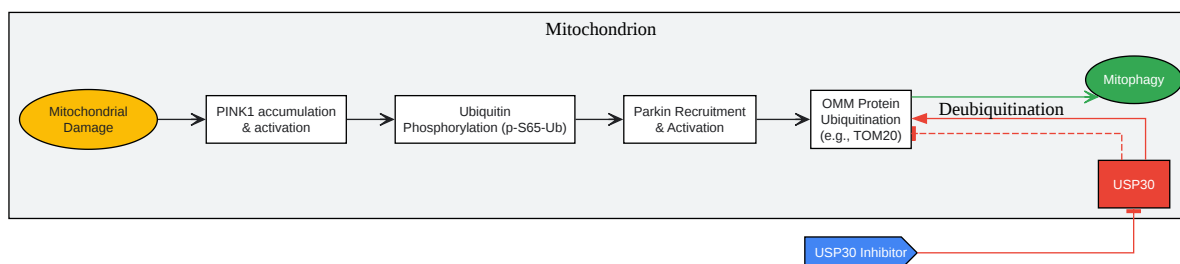 Mitochondrion
Mitochondrial
Damage
PINK1 accumulation
& activation
Ubiquitin
Phosphorylation (p-S65-Ub)
Parkin Recruitment
& Activation
OMM Protein
Ubiquitination
(e.g., TOM20)
Mitophagy
Deubiquitination
USP30
USP30 Inhibitor